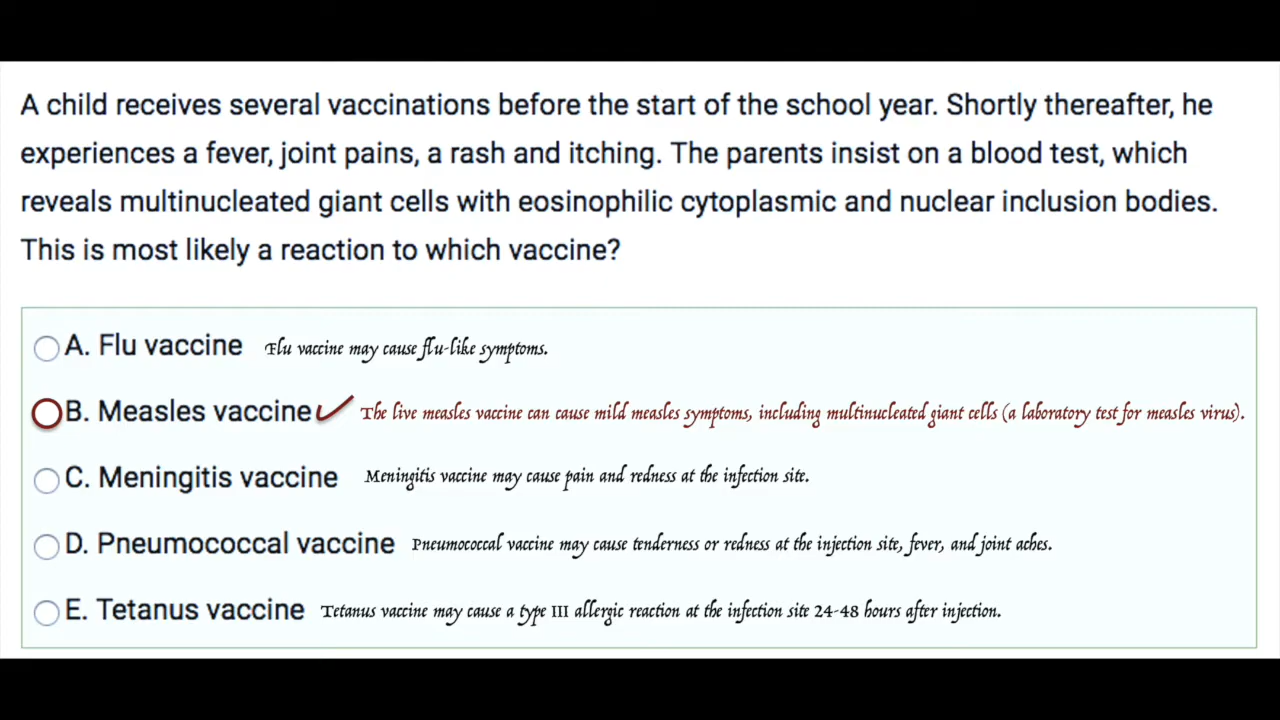 A child receives several vaccinations before the start of the school year. Shortly thereafter, he
experiences a fever, joint pains, a rash and itching. The parents insist on a blood test, which
reveals multinucleated giant cells with eosinophilic cytoplasmic and nuclear inclusion bodies.
This is most likely a reaction to which vaccine?
A. Flu vaccine Flu vaccine may cause flu-like symptoms.
B. Measles vaccine The live measles vaccine can cause mild measles symptoms, including multinucleated giant cells (a laboratory test for measles virus).
C. Meningitis vaccine Meningitis vaccine may cause pain and redness at the infection site.
D. Pneumococcal vaccine Pneumococcal vaccine may cause tenderness or redness at the injection site, fever, and joint aches.
E. Tetanus vaccine Tetanus vaccine may cause a type III allergic reaction at the infection site 24-48 hours after injection.